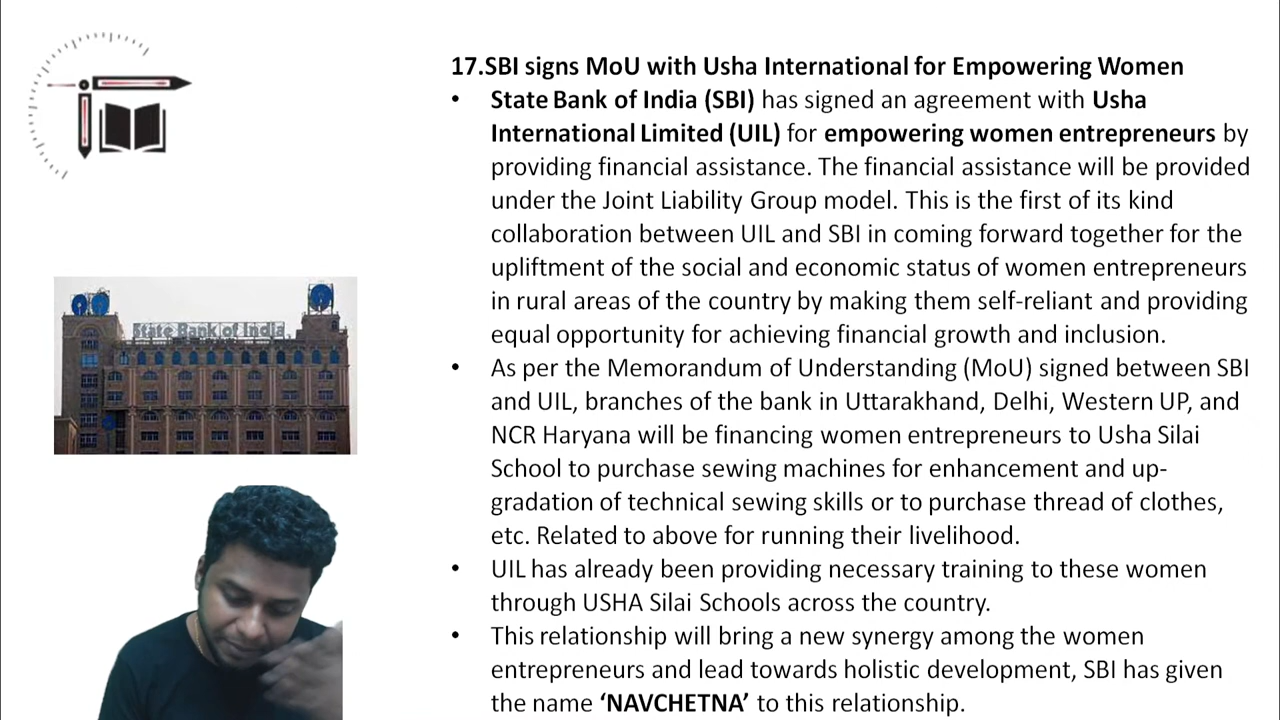 17.SBI signs MoU with Usha International for Empowering Women
• State Bank of India (SBI) has signed an agreement with Usha
International Limited (UIL) for empowering women entrepreneurs by
providing financial assistance. The financial assistance will be provided
under the Joint Liability Group model. This is the first of its kind
collaboration between UIL and SBI in coming forward together for the
upliftment of the social and economic status of women entrepreneurs
in rural areas of the country by making them self-reliant and providing
equal opportunity for achieving financial growth and inclusion.
• As per the Memorandum of Understanding (MoU) signed between SBI
and UIL, branches of the bank in Uttarakhand, Delhi, Western UP, and
NCR Haryana will be financing women entrepreneurs to Usha Silai
School to purchase sewing machines for enhancement and up-
gradation of technical sewing skills or to purchase thread of clothes,
etc. Related to above for running their livelihood.
• UIL has already been providing necessary training to these women
through USHA Silai Schools across the country.
• This relationship will bring a new synergy among the women
entrepreneurs and lead towards holistic development, SBI has given
the name ‘NAVCHETNA’ to this relationship.
State Bank of India